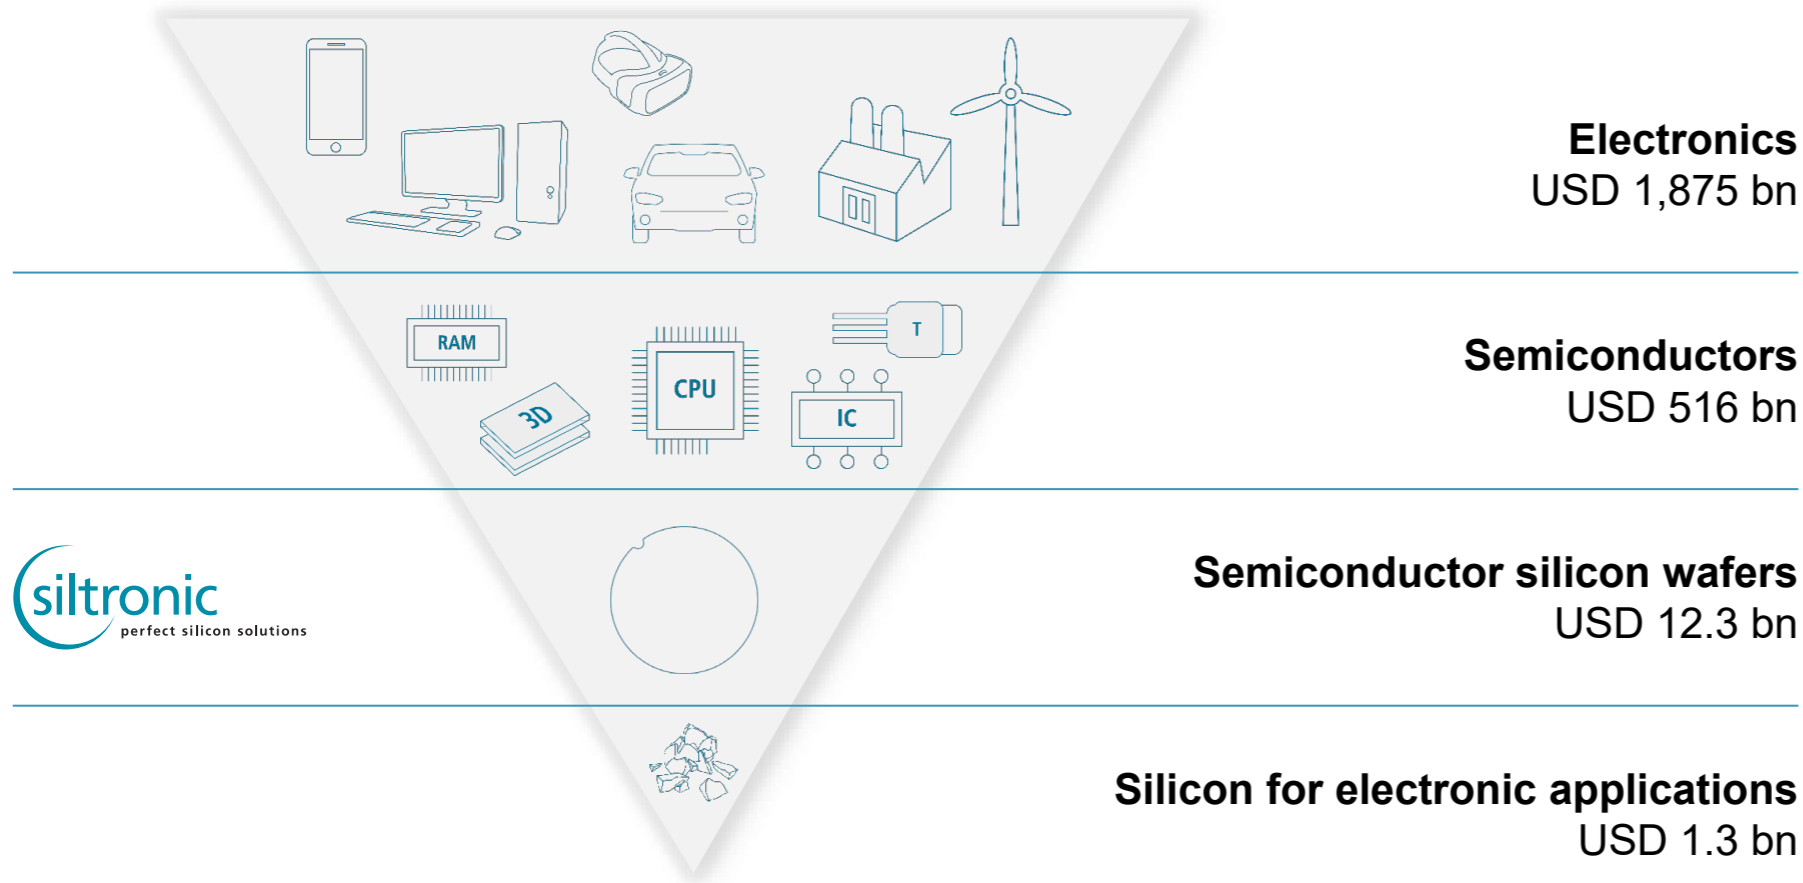 Electronics
USD 1,875 bn
RAM
T
3D
CPU
IC
Semiconductors
USD 516 bn
siltronic
perfect silicon solutions
Semiconductor silicon wafers
USD 12.3 bn
Silicon for electronic applications
USD 1.3 bn